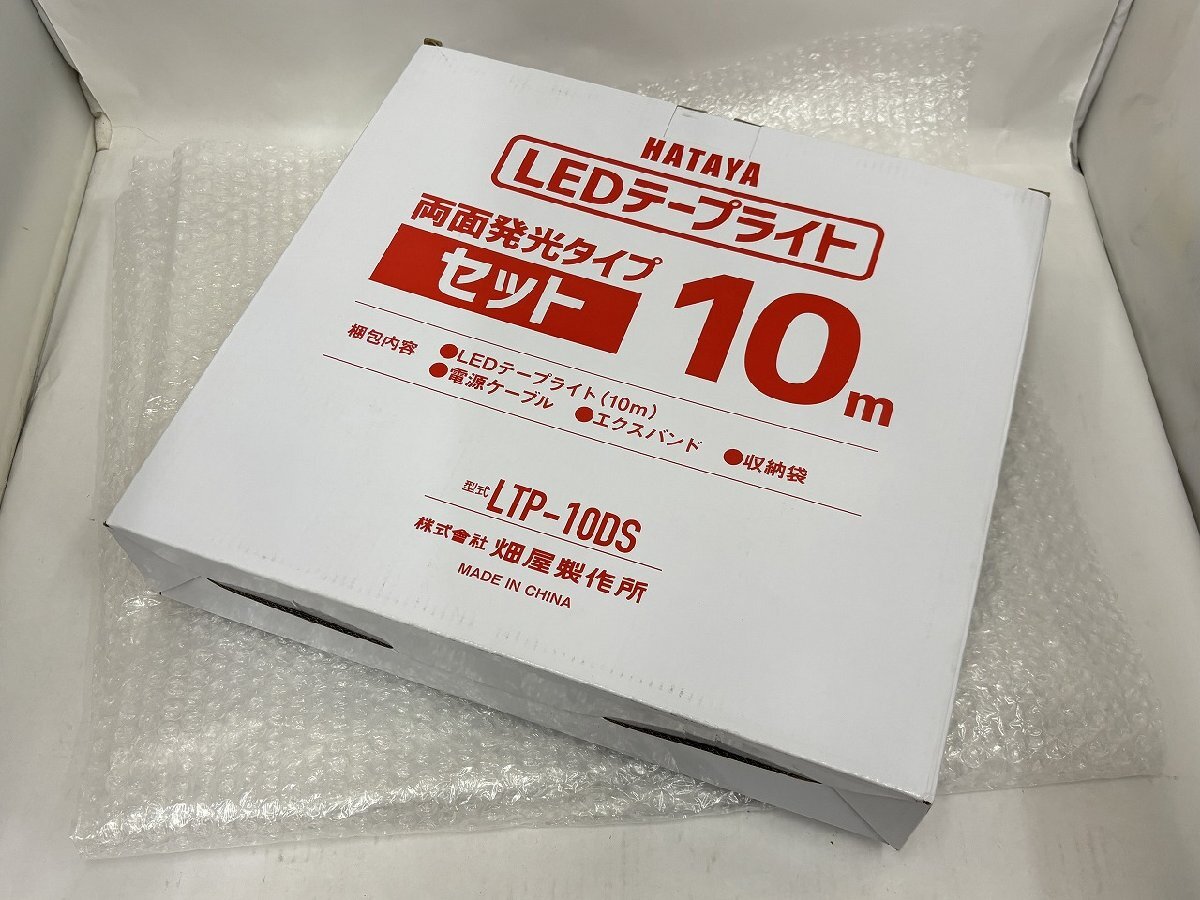 HATAYA
LEDテープライト
両面発光タイプ
セット
10m
梱包内容
●LEDテープライト(10m)
●電源ケーブル ●エクスバンド ●収納袋
型式 LTP-10DS
株式會社 畑屋製作所
MADE IN CHINA